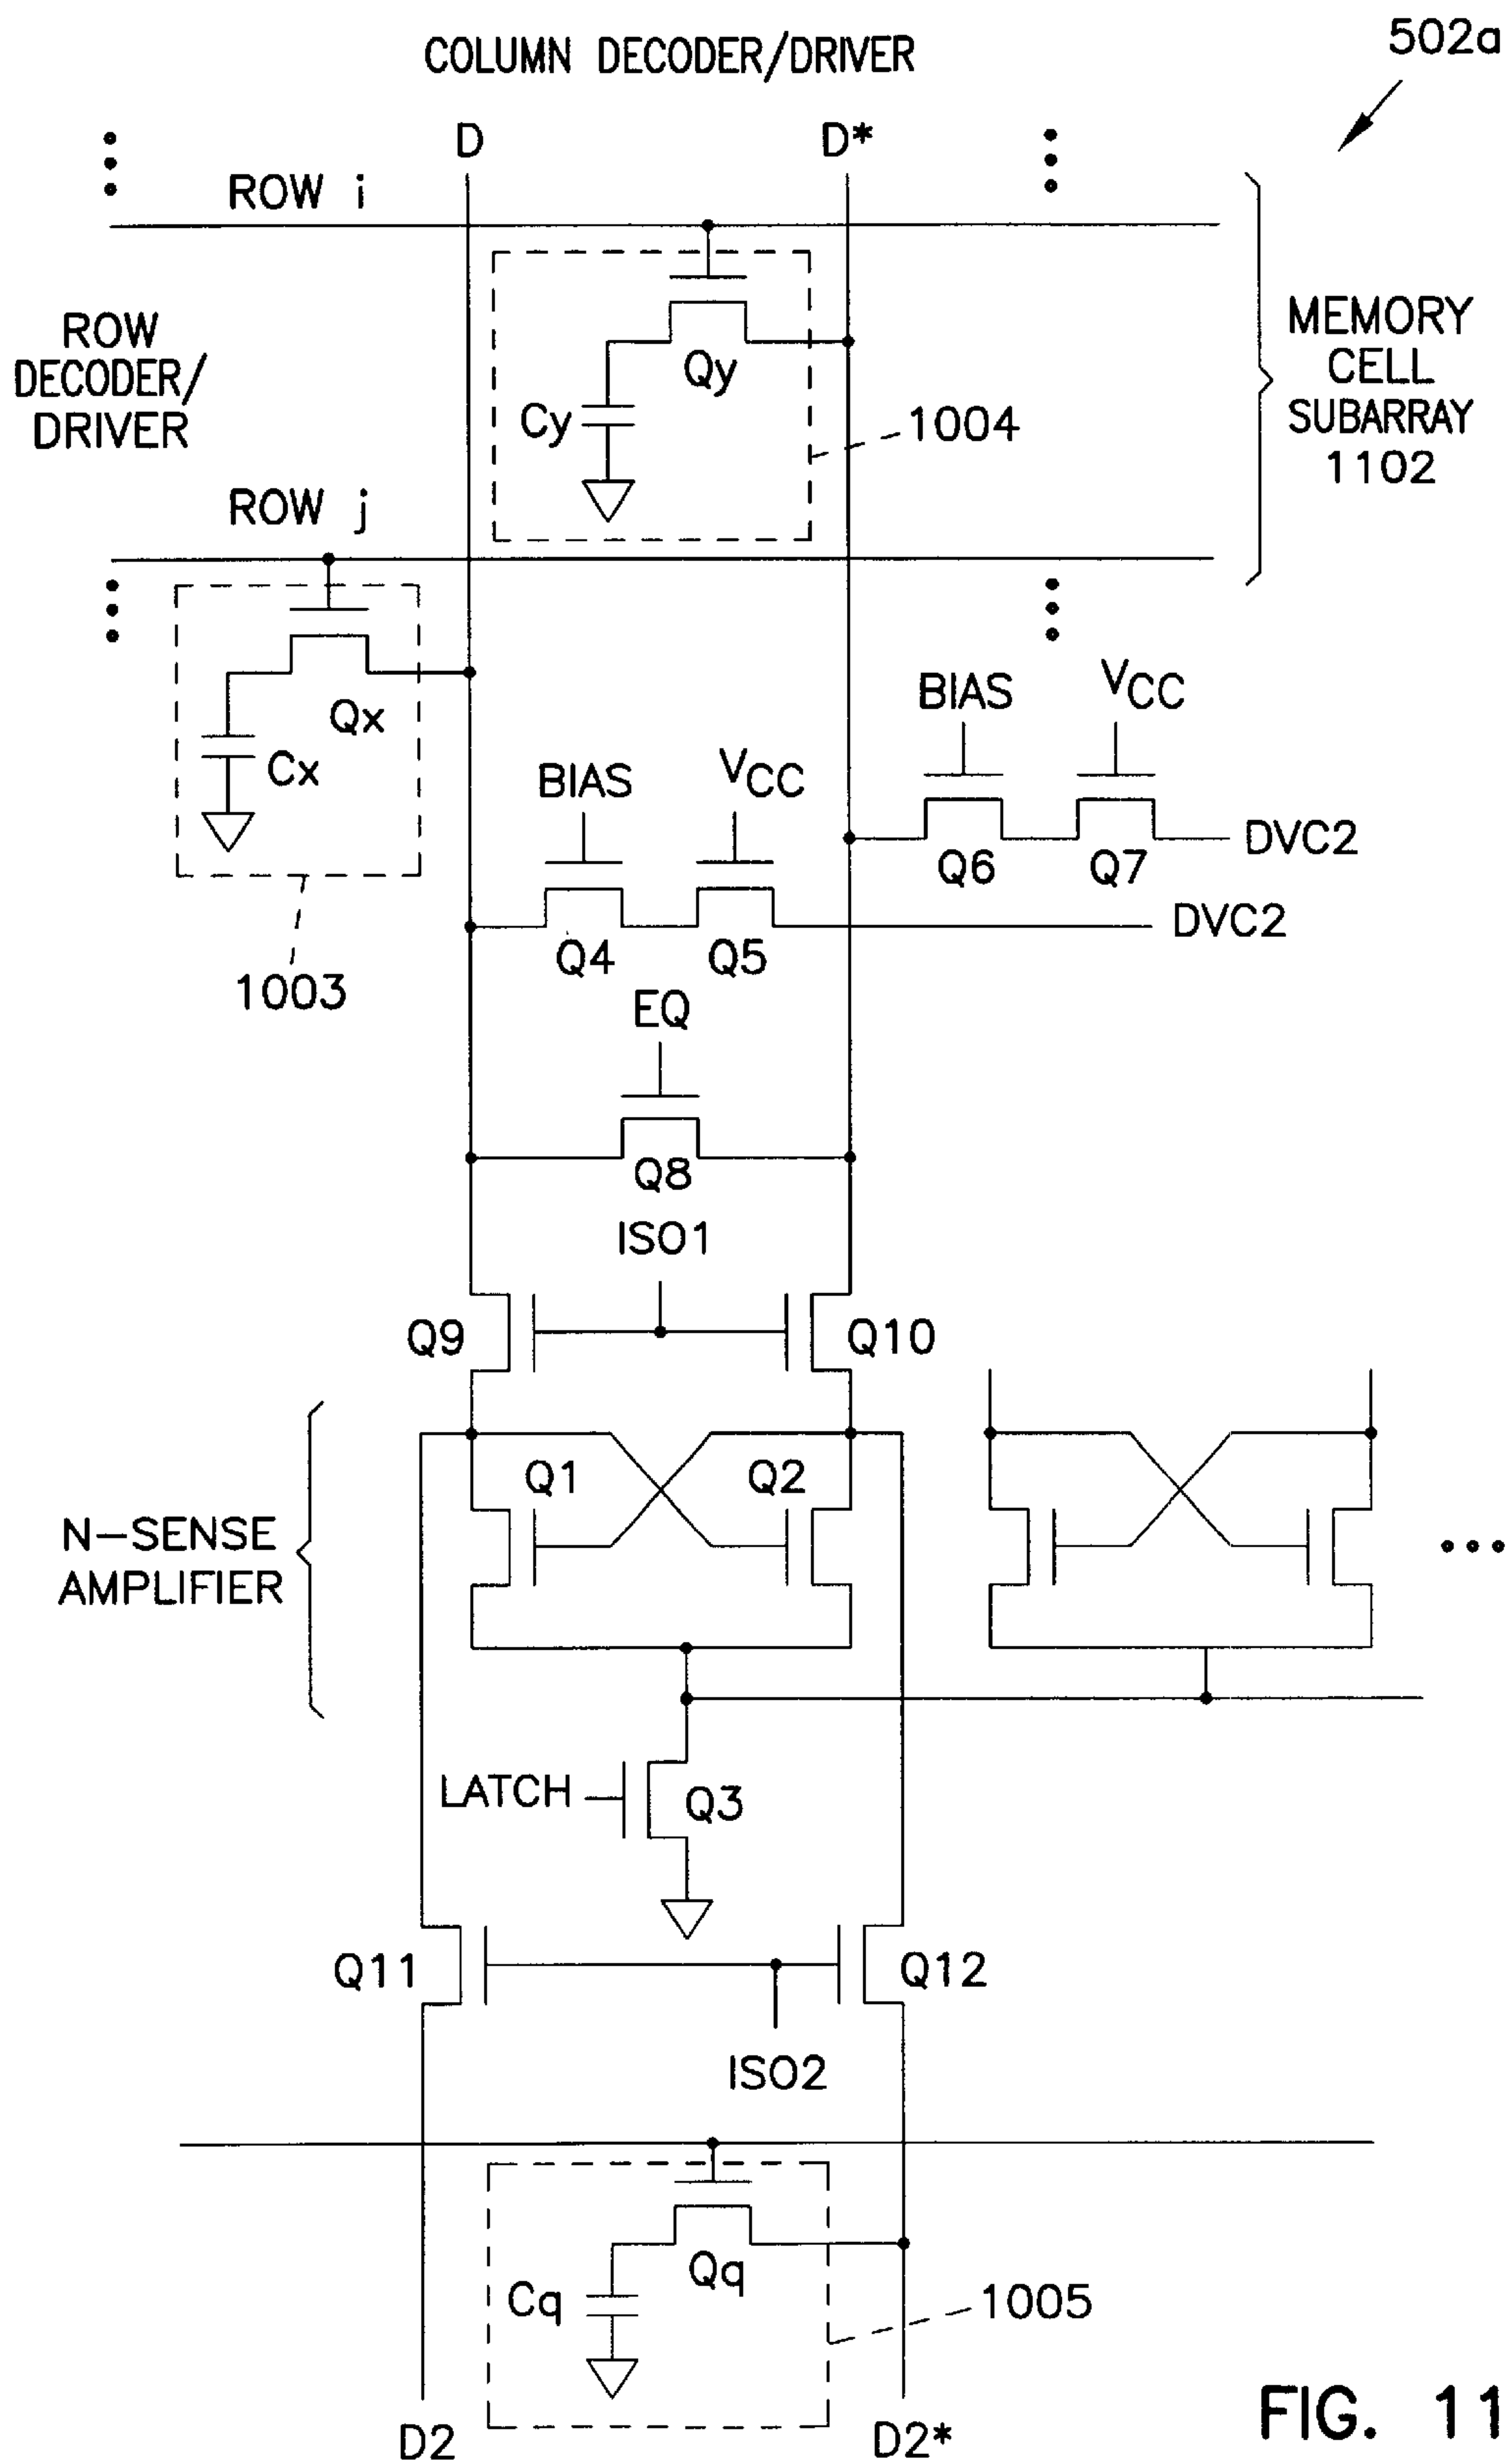 502a
COLUMN DECODER/DRIVER
D
D*
ROW i
ROW
DECODER/
DRIVER
MEMORY
CELL
SUBARRAY
1102
Qy
Cy
1004
ROW j
Qx
Cx
1003
BIAS
VCC
Q6
Q7
DVC2
BIAS
VCC
Q4
Q5
DVC2
EQ
Q8
ISO1
Q9
Q10
N-SENSE
AMPLIFIER
Q1
Q2
LATCH
Q3
Q11
Q12
ISO2
Qq
Cq
1005
D2
D2*
FIG. 11